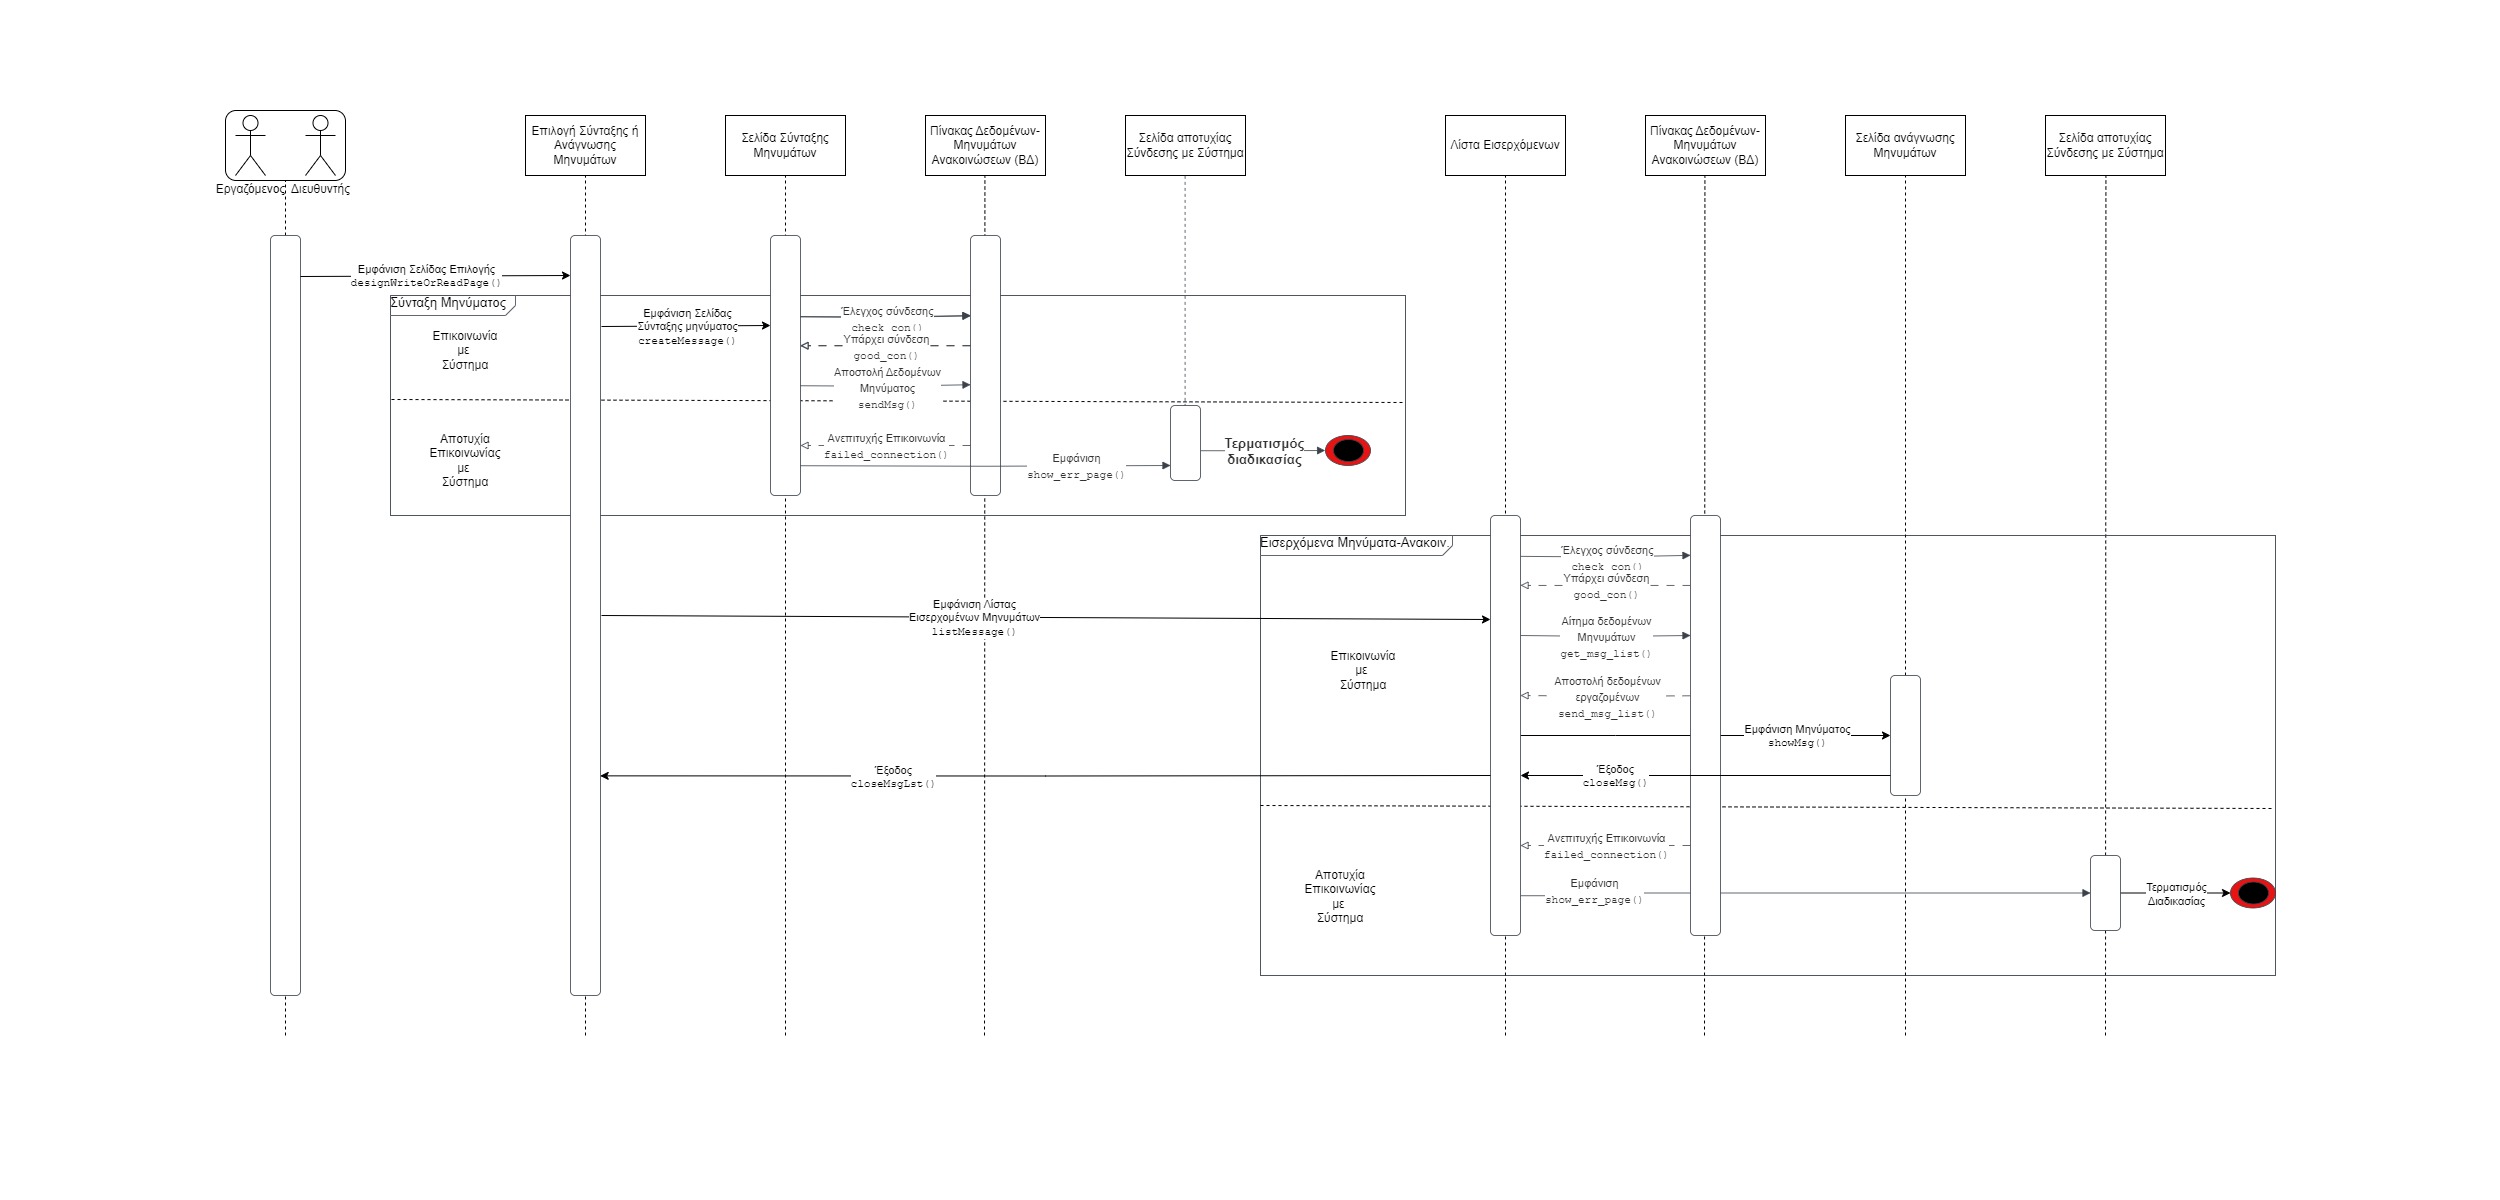 Εργαζόμενος
Διευθυντής
Επιλογή Σύνταξης ή
Ανάγνωσης
Μηνυμάτων
Σελίδα Σύνταξης
Μηνυμάτων
Πίνακας Δεδομένων-
Μηνυμάτων
Ανακοινώσεων (ΒΔ)
Σελίδα αποτυχίας
Σύνδεσης με Σύστημα
Λίστα Εισερχόμενων
Πίνακας Δεδομένων-
Μηνυμάτων
Ανακοινώσεων (ΒΔ)
Σελίδα ανάγνωσης
Μηνυμάτων
Σελίδα αποτυχίας
Σύνδεσης με Σύστημα
Εμφάνιση Σελίδας Επιλογής
designWriteOrReadPage()
Σύνταξη Μηνύματος
Επικοινωνία
με
Σύστημα
Εμφάνιση Σελίδας
Σύνταξης μηνύματος
createMessage()
Έλεγχος σύνδεσης
check_con()
Υπάρχει σύνδεση
good_con()
Αποστολή Δεδομένων
Μηνύματος
sendMsg()
Αποτυχία
Επικοινωνίας
με
Σύστημα
Ανεπιτυχής Επικοινωνία
failed_connection()
Εμφάνιση
show_err_page()
Τερματισμός
διαδικασίας
Εισερχόμενα Μηνύματα-Ανακοιν.
Έλεγχος σύνδεσης
check_con()
Υπάρχει σύνδεση
good_con()
Εμφάνιση Λίστας
Εισερχομένων Μηνυμάτων
listMessage()
Αίτημα δεδομένων
Μηνυμάτων
get_msg_list()
Επικοινωνία
με
Σύστημα
Αποστολή δεδομένων
εργαζομένων
send_msg_list()
Εμφάνιση Μηνύματος
showMsg()
Έξοδος
closeMsgLst()
Έξοδος
closeMsg()
Ανεπιτυχής Επικοινωνία
failed_connection()
Αποτυχία
Επικοινωνίας
με
Σύστημα
Εμφάνιση
show_err_page()
Τερματισμός
Διαδικασίας